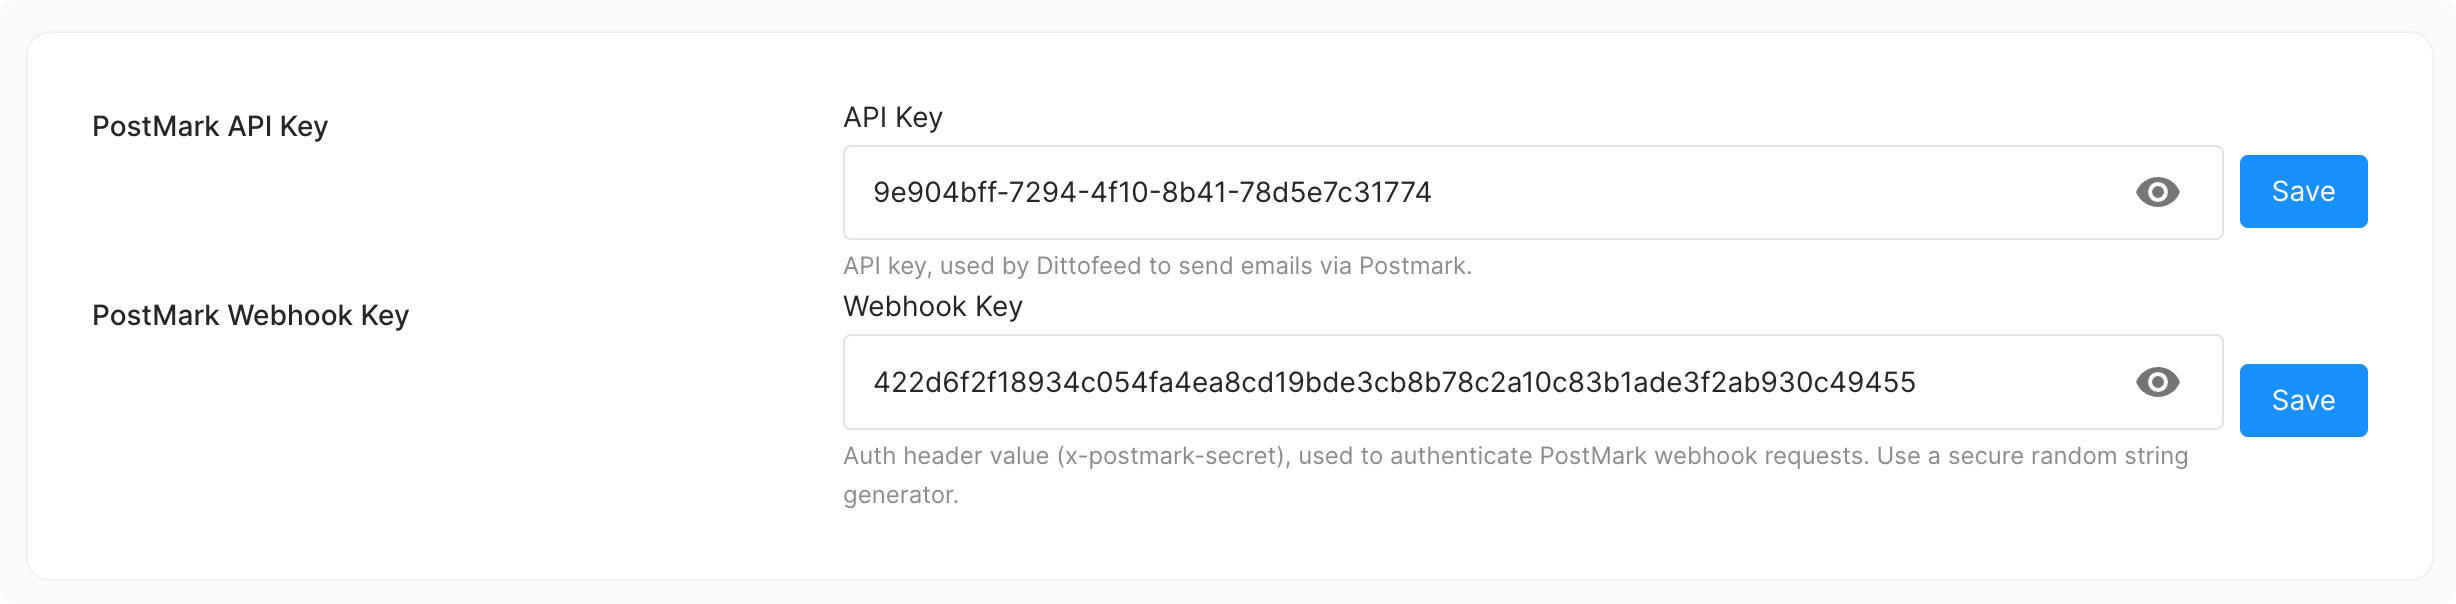 PostMark API Key
API Key
9e904bff-7294-4f10-8b41-78d5e7c31774
Save
API key, used by Dittofeed to send emails via Postmark.
PostMark Webhook Key
Webhook Key
422d6f2f18934c054fa4ea8cd19bde3cb8b78c2a10c83b1ade3f2ab930c49455
Save
Auth header value (x-postmark-secret), used to authenticate PostMark webhook requests. Use a secure random string
generator.